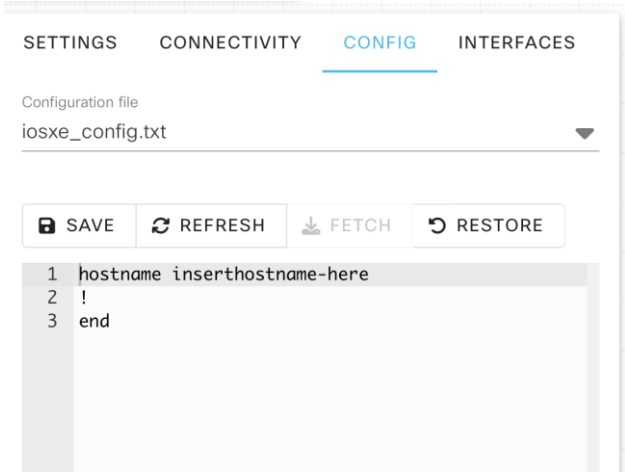 SETTINGS CONNECTIVITY CONFIG INTERFACES
Configuration file
iosxe_config.txt
SAVE REFRESH FETCH RESTORE
1 hostname inserthostname-here
2 !
3 end